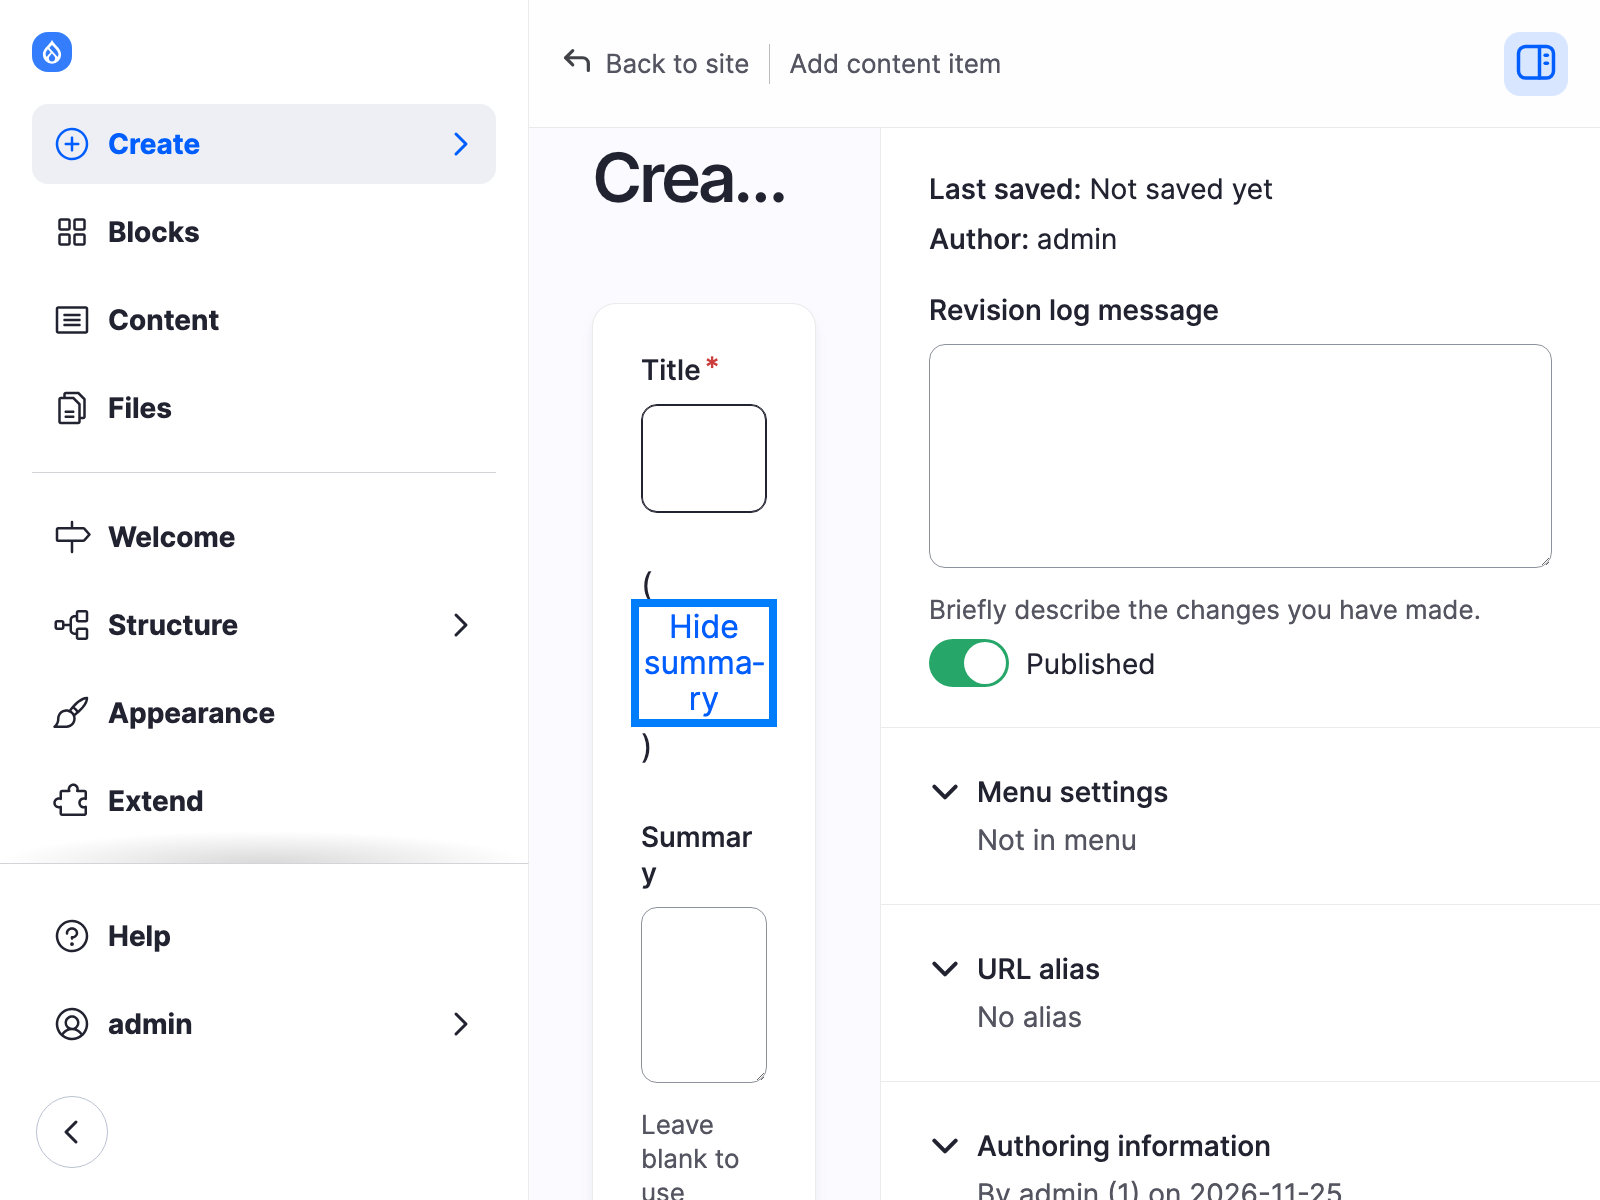 Create
Blocks
Content
Files
Welcome
Structure
Appearance
Extend
Help
admin
Back to site
Add content item
Crea...
Title*
(
Hide
summa-
ry
)
Summar
y
Leave
blank to
use
Last saved: Not saved yet
Author: admin
Revision log message
Briefly describe the changes you have made.
Published
Menu settings
Not in menu
URL alias
No alias
Authoring information
By admin (1) on 2026-11-25